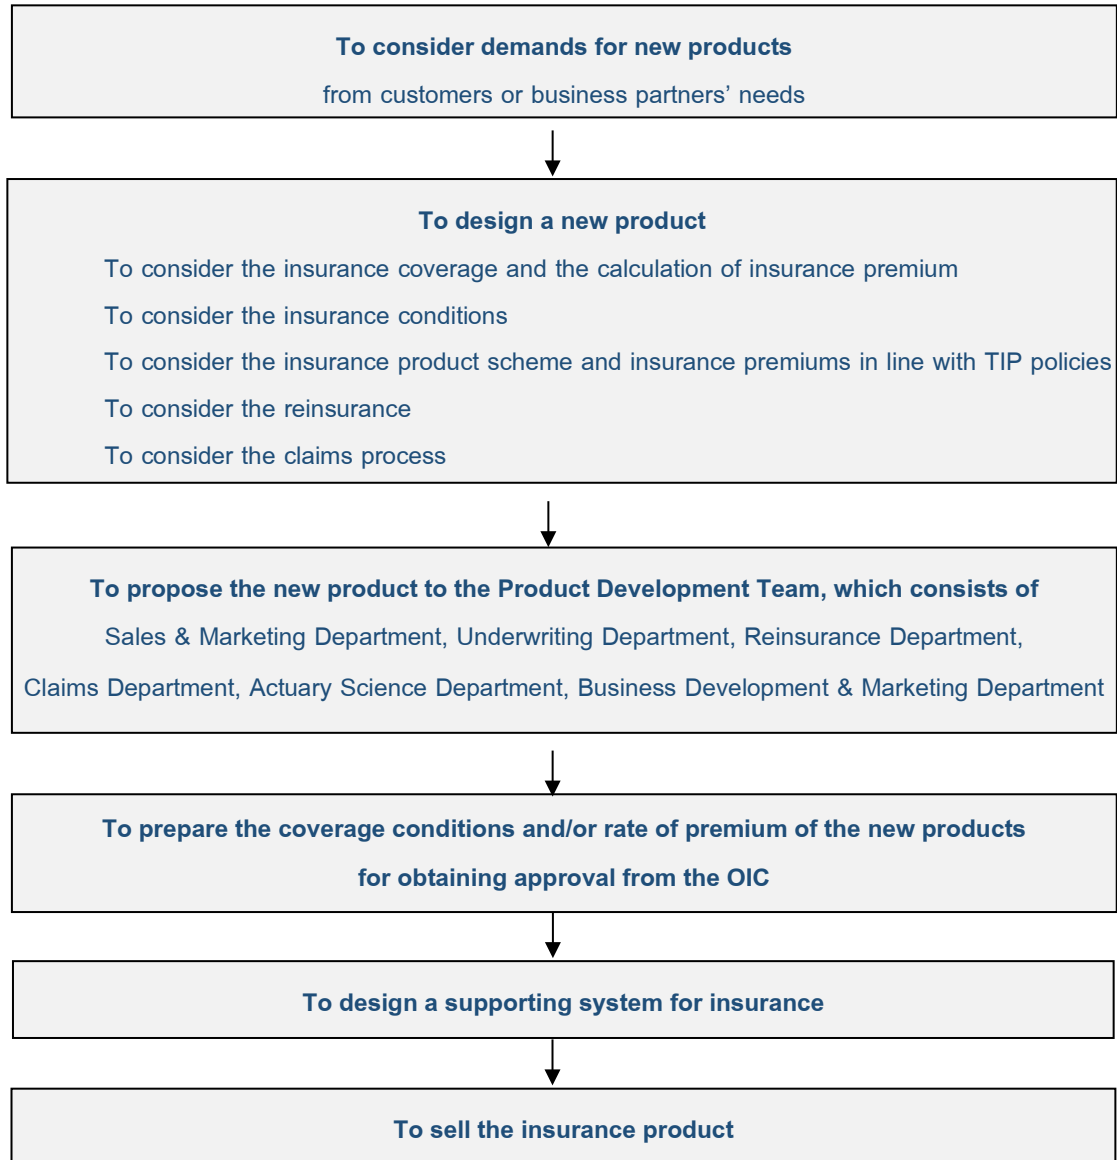 To consider demands for new products
from customers or business partners’ needs
To design a new product
To consider the insurance coverage and the calculation of insurance premium
To consider the insurance conditions
To consider the insurance product scheme and insurance premiums in line with TIP policies
To consider the reinsurance
To consider the claims process
To propose the new product to the Product Development Team, which consists of
Sales & Marketing Department, Underwriting Department, Reinsurance Department,
Claims Department, Actuary Science Department, Business Development & Marketing Department
To prepare the coverage conditions and/or rate of premium of the new products
for obtaining approval from the OIC
To design a supporting system for insurance
To sell the insurance product